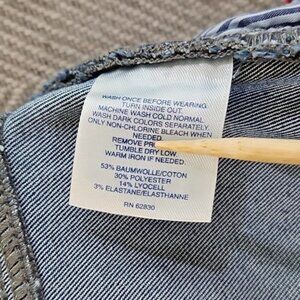 WASH ONCE BEFORE WEARING.
TURN INSIDE OUT.
MACHINE WASH COLD NORMAL.
WASH DARK COLORS SEPARATELY.
ONLY NON-CHLORINE BLEACH WHEN
NEEDED.
REMOVE
TUMBLE DRY LOW
WARM IRON IF NEEDED.
53% BAUMWOLLE/COTTON
30% POLYESTER
14% LYOCELL
3% ELASTANE/ELASTHANNE
RN 62830